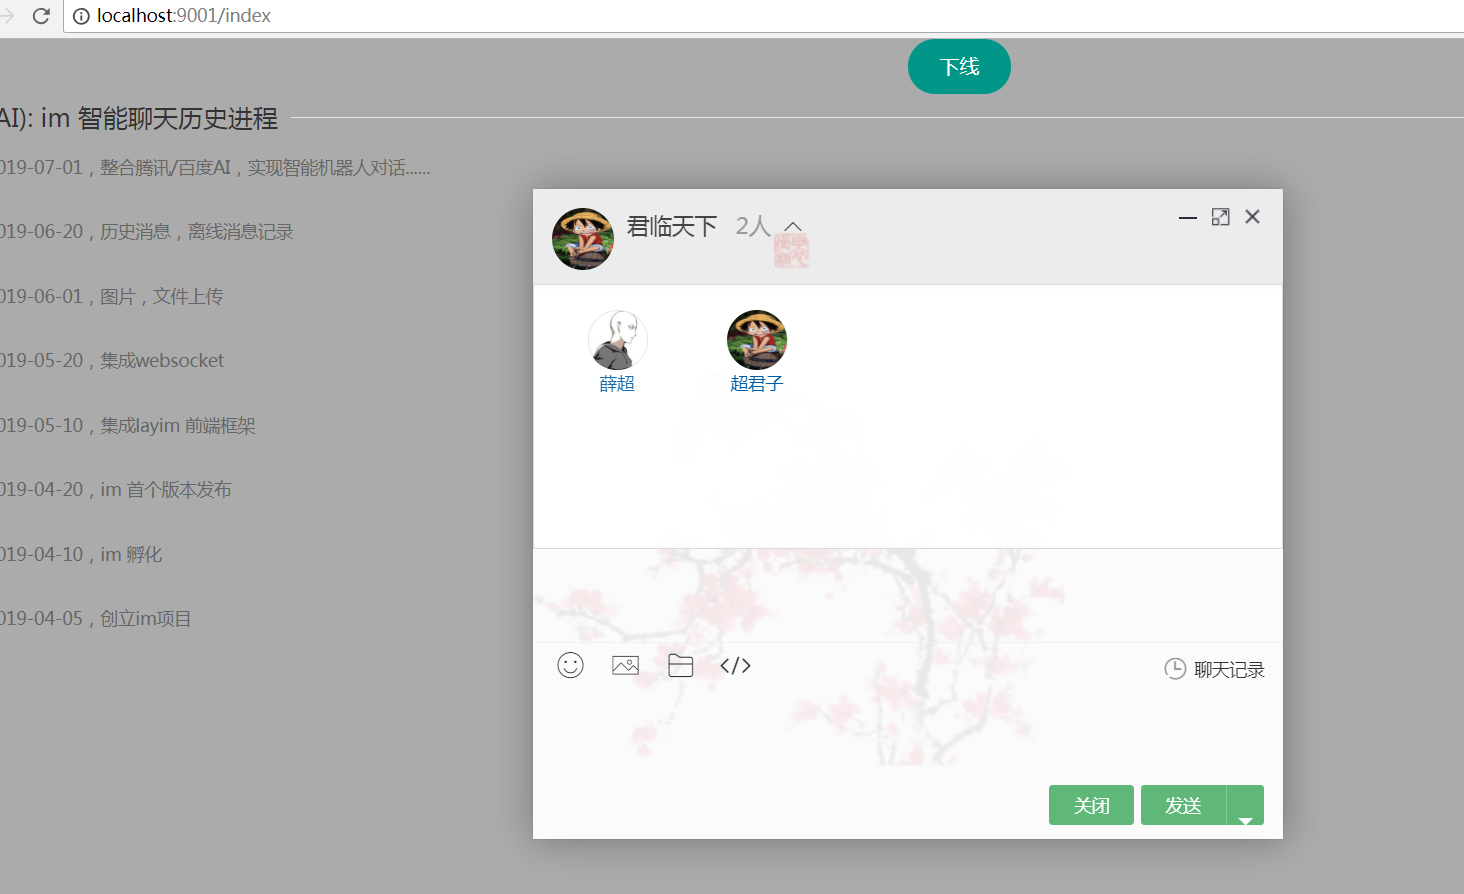 localhost:9001/index
下线
AI): im 智能聊天历史进程
019-07-01，整合腾讯/百度AI，实现智能机器人对话......
019-06-20，历史消息，离线消息记录
019-06-01，图片，文件上传
019-05-20，集成websocket
019-05-10，集成layim 前端框架
019-04-20，im 首个版本发布
019-04-10，im 孵化
019-04-05，创立im项目
君临天下 2人
薛超 超君子
聊天记录
关闭 发送